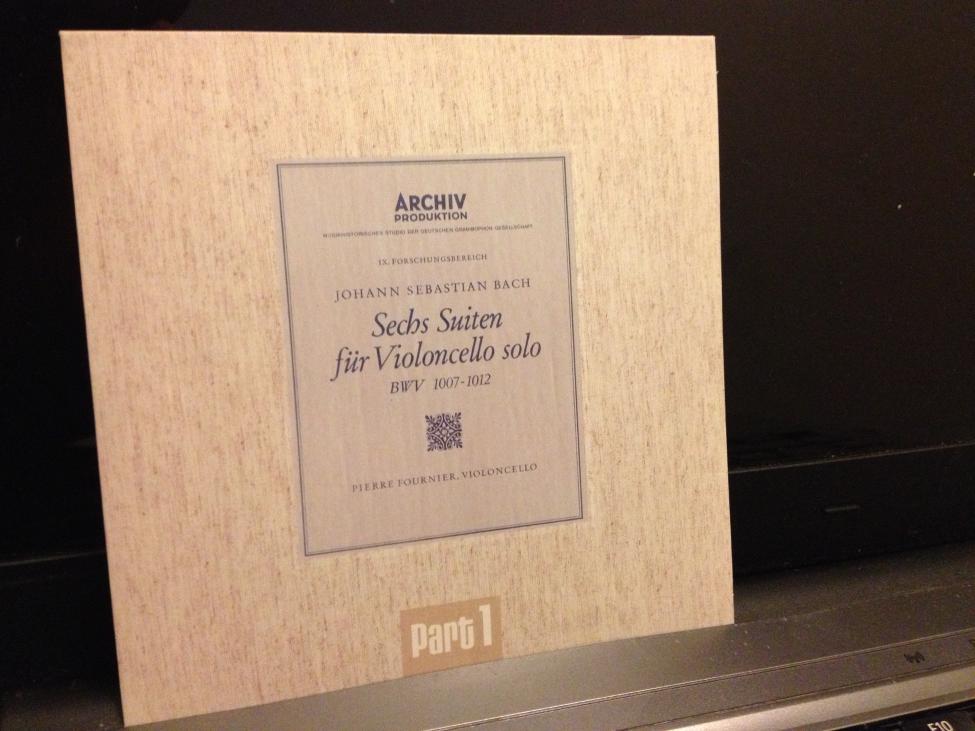 ARCHIV
PRODUKTION
MUSIKHISTORISCHES STUDIO DER DEUTSCHEN GRAMMOPHON GESELLSCHAFT
IX. FORSCHUNGSBEREICH
JOHANN SEBASTIAN BACH
Sechs Suiten
für Violoncello solo
BWV 1007-1012
PIERRE FOURNIER, VIOLONCELLO
Part 1
F10